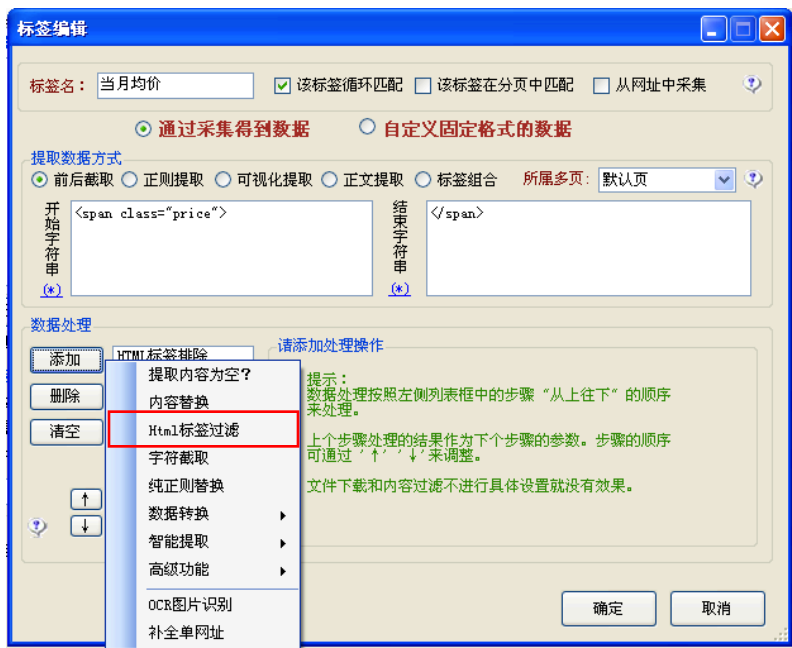 标签编辑
标签名： 当月均价 该标签循环匹配 该标签在分页中匹配 从网址中采集
通过采集得到数据 自定义固定格式的数据
提取数据方式
前后截取 正则提取 可视化提取 正文提取 标签组合 所属多页: 默认页
开始字符串 <span class="price"> 结束字符串 </span>
(*) (*)
数据处理
添加 HTML标签排除
删除
清空
↑
↓
提取内容为空?
内容替换
Html标签过滤
字符截取
纯正则替换
数据转换
智能提取
高级功能
OCR图片识别
补全单网址
请添加处理操作
提示：
数据处理按照左侧列表框中的步骤“从上往下”的顺序
来处理。
上个步骤处理的结果作为下个步骤的参数。步骤的顺序
可通过'↑''↓'来调整。
文件下载和内容过滤不进行具体设置就没有效果。
确定 取消